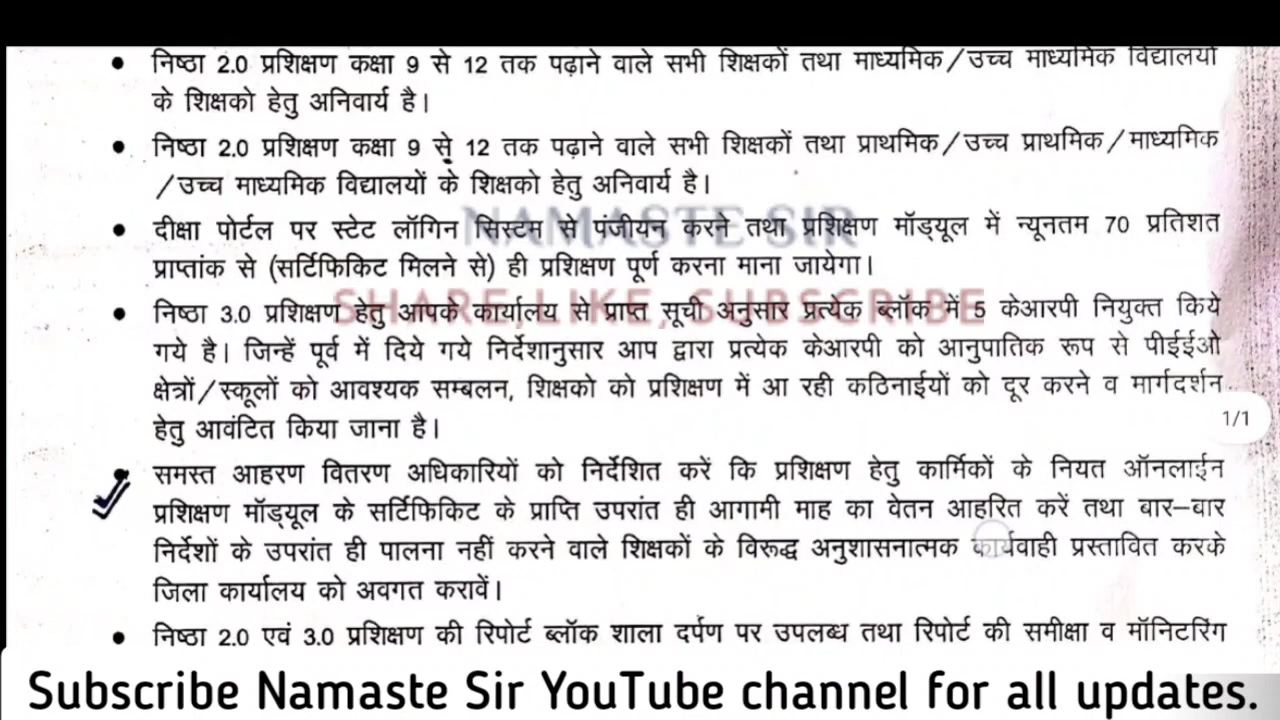 निष्ठा 2.0 प्रशिक्षण कक्षा 9 से 12 तक पढ़ाने वाले सभी शिक्षकों तथा माध्यमिक/उच्च माध्यमिक विद्यालयों
के शिक्षको हेतु अनिवार्य है।
निष्ठा 2.0 प्रशिक्षण कक्षा 9 से 12 तक पढ़ाने वाले सभी शिक्षकों तथा प्राथमिक/उच्च प्राथमिक/माध्यमिक
/उच्च माध्यमिक विद्यालयों के शिक्षको हेतु अनिवार्य है।
NAMASTE SIR
दीक्षा पोर्टल पर स्टेट लॉगिन सिस्टम से पंजीयन करने तथा प्रशिक्षण मॉड्यूल में न्यूनतम 70 प्रतिशत
प्राप्तांक से (सर्टिफिकिट मिलने से) ही प्रशिक्षण पूर्ण करना माना जायेगा।
SHARE,LIKE,SUBSCRIBE
निष्ठा 3.0 प्रशिक्षण हेतु आपके कार्यालय से प्राप्त सूची अनुसार प्रत्येक ब्लॉक में 5 केआरपी नियुक्त किये
गये है। जिन्हें पूर्व में दिये गये निर्देशानुसार आप द्वारा प्रत्येक केआरपी को आनुपातिक रूप से पीईईओ
क्षेत्रों/स्कूलों को आवश्यक सम्बलन, शिक्षको को प्रशिक्षण में आ रही कठिनाईयों को दूर करने व मार्गदर्शन
हेतु आवंटित किया जाना है।
1/1
समस्त आहरण वितरण अधिकारियों को निर्देशित करें कि प्रशिक्षण हेतु कार्मिकों के नियत ऑनलाईन
प्रशिक्षण मॉड्यूल के सर्टिफिकिट के प्राप्ति उपरांत ही आगामी माह का वेतन आहरित करें तथा बार–बार
निर्देशों के उपरांत ही पालना नहीं करने वाले शिक्षकों के विरूद्ध अनुशासनात्मक कार्यवाही प्रस्तावित करके
जिला कार्यालय को अवगत करावें।
निष्ठा 2.0 एवं 3.0 प्रशिक्षण की रिपोर्ट ब्लॉक शाला दर्पण पर उपलब्ध तथा रिपोर्ट की समीक्षा व मॉनिटरिंग
Subscribe Namaste Sir YouTube channel for all updates.